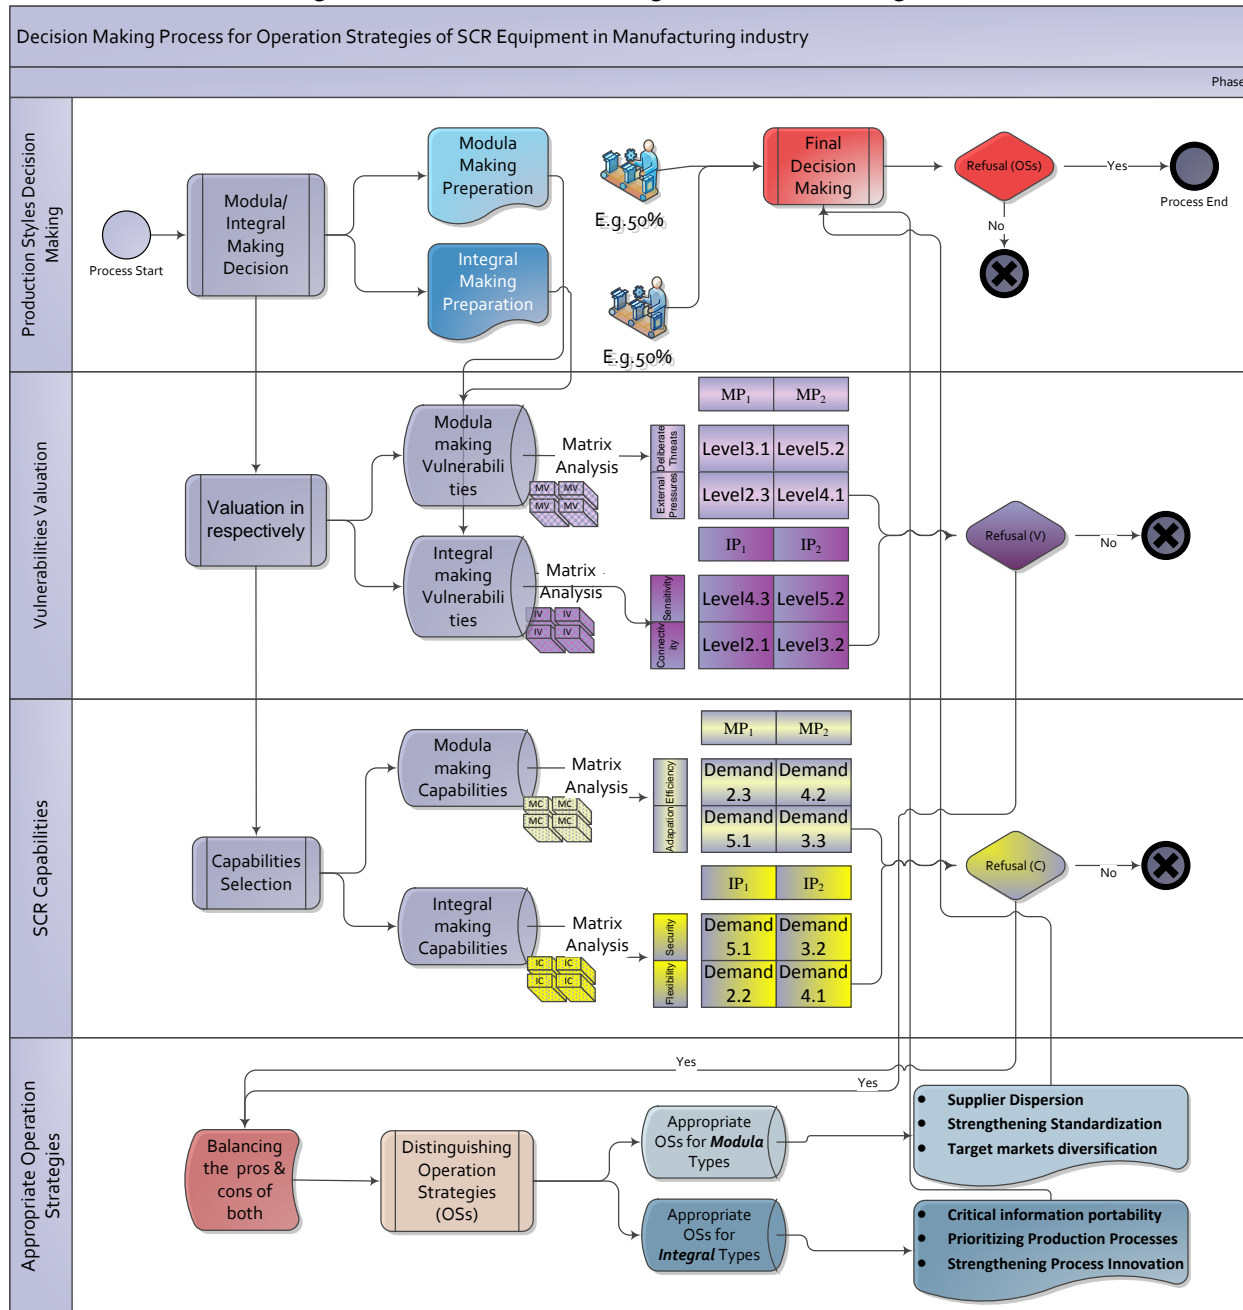 Decision Making Process for Operation Strategies of SCR Equipment in Manufacturing industry
Phase
Production Styles Decision
Making
Process Start
Modula/
Integral
Making
Decision
Modula
Making
Preperation
Integral
Making
Preparation
E.g.50%
E.g.50%
Final
Decision
Making
Refusal (OSs)
Yes
Process End
No
Vulnerabilities Valuation
Valuation in
respectively
Modula
making
Vulnerabili
ties
Matrix
Analysis
MV MV
MV MV
Integral
making
Vulnerabili
ties
Matrix
Analysis
IV IV
IV IV
Deliberate
Threats
External
Pressures
MP1 MP2
Level3.1 Level5.2
Level2.3 Level4.1
IP1 IP2
Sensitivity
Connectiv
ity
Level4.3 Level5.2
Level2.1 Level3.2
Refusal (V)
No
SCR Capabilities
Capabilities
Selection
Modula
making
Capabilities
Matrix
Analysis
MC MC
MC MC
Integral
making
Capabilities
Matrix
Analysis
IC IC
IC IC
Efficiency
Adapation
MP1 MP2
Demand Demand
2.3 4.2
Demand Demand
5.1 3.3
IP1 IP2
Security
Flexibility
Demand Demand
5.1 3.2
Demand Demand
2.2 4.1
Refusal (C)
No
Appropriate Operation
Strategies
Yes
Yes
Balancing
the pros &
cons of
both
Distinguishing
Operation
Strategies
(OSs)
Appropriate
OSs for Modula
Types
Appropriate
OSs for
Integral Types
• Supplier Dispersion
• Strengthening Standardization
• Target markets diversification
• Critical information portability
• Prioritizing Production Processes
• Strengthening Process Innovation